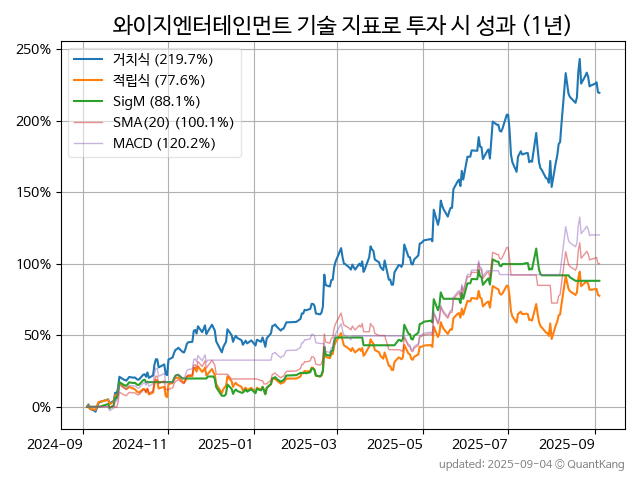 와이지엔터테인먼트 기술 지표로 투자 시 성과 (1년)
250%
200%
150%
100%
50%
0%
거치식 (219.7%)
적립식 (77.6%)
SigM (88.1%)
SMA(20) (100.1%)
MACD (120.2%)
2024-09
2024-11
2025-01
2025-03
2025-05
2025-07
2025-09
updated: 2025-09-04 © QuantKang